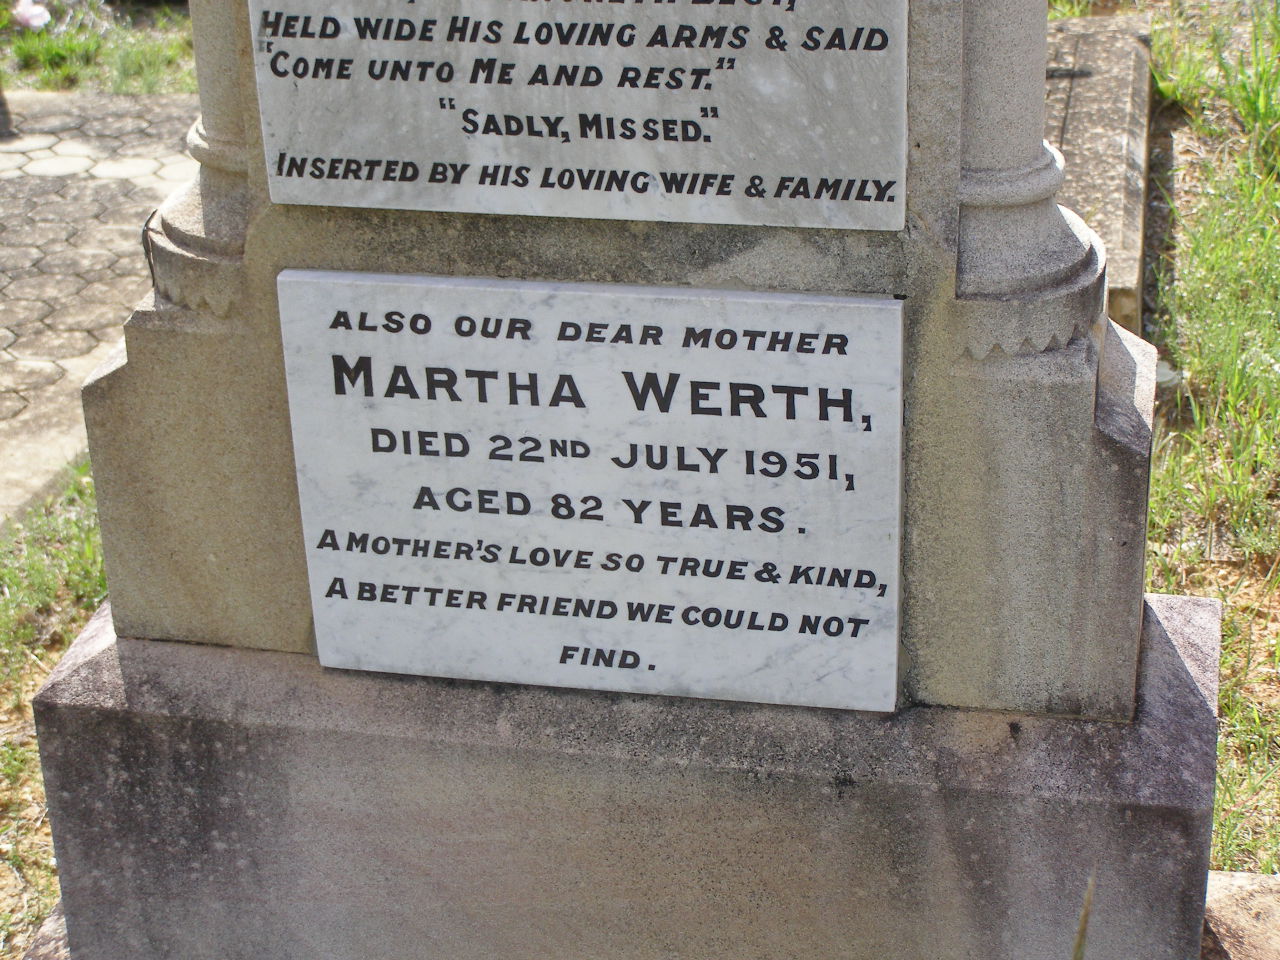 HELD WIDE HIS LOVING ARMS & SAID
"COME UNTO ME AND REST."
"SADLY, MISSED."
INSERTED BY HIS LOVING WIFE & FAMILY.
ALSO OUR DEAR MOTHER
MARTHA WERTH,
DIED 22ND JULY 1951,
AGED 82 YEARS.
A MOTHER'S LOVE SO TRUE & KIND,
A BETTER FRIEND WE COULD NOT
FIND.